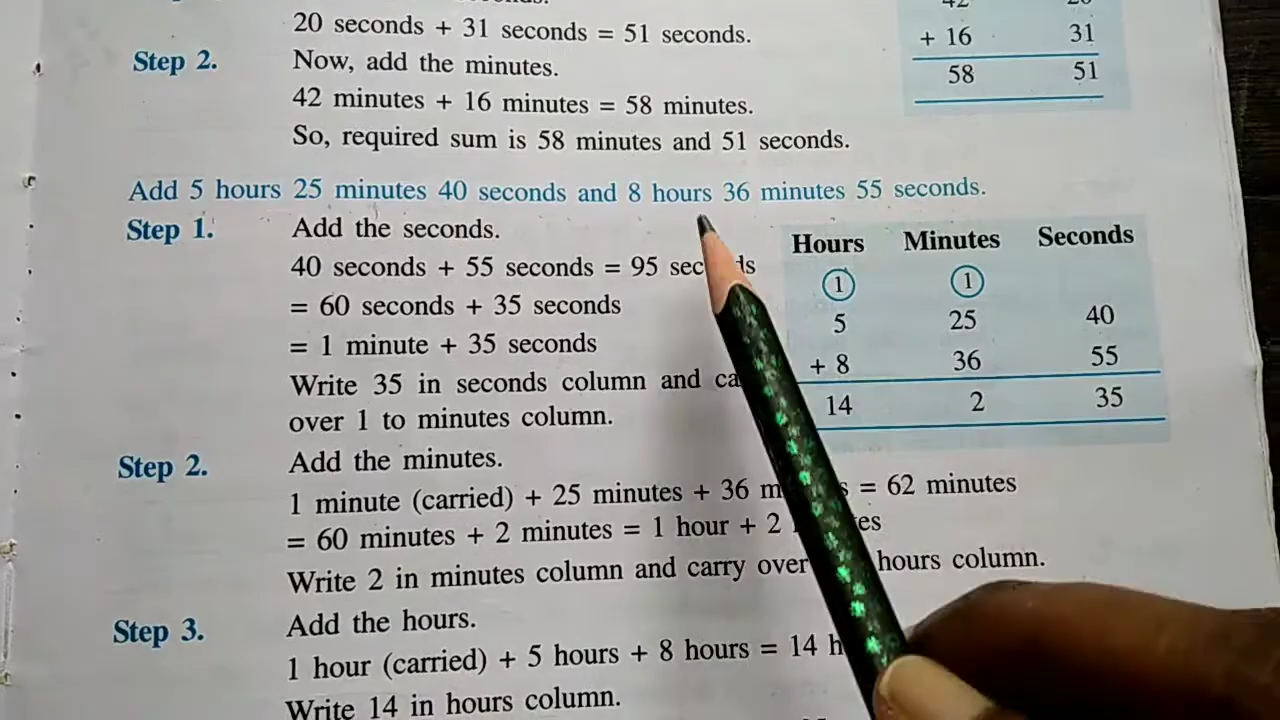 20 seconds + 31 seconds = 51 seconds.
+ 16 31
Step 2. Now, add the minutes.
58 51
42 minutes + 16 minutes = 58 minutes.
So, required sum is 58 minutes and 51 seconds.
Add 5 hours 25 minutes 40 seconds and 8 hours 36 minutes 55 seconds.
Step 1. Add the seconds.
40 seconds + 55 seconds = 95
= 60 seconds + 35 seconds
= 1 minute + 35 seconds
Write 35 in seconds column and
over 1 to minutes column.
Hours Minutes Seconds
1 1
5 25 40
+ 8 36 55
14 2 35
Step 2. Add the minutes.
1 minute (carried) + 25 minutes + 36 = 62 minutes
= 60 minutes + 2 minutes = 1 hour + 2
Write 2 in minutes column and carry over hours column.
Step 3. Add the hours.
1 hour (carried) + 5 hours + 8 hours = 14
Write 14 in hours column.